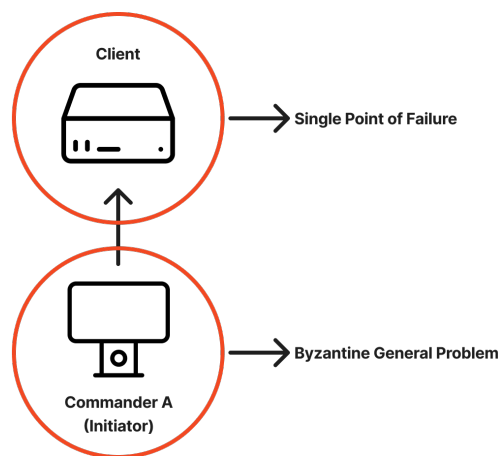 Client
Single Point of Failure
Byzantine General Problem
Commander A
(Initiator)